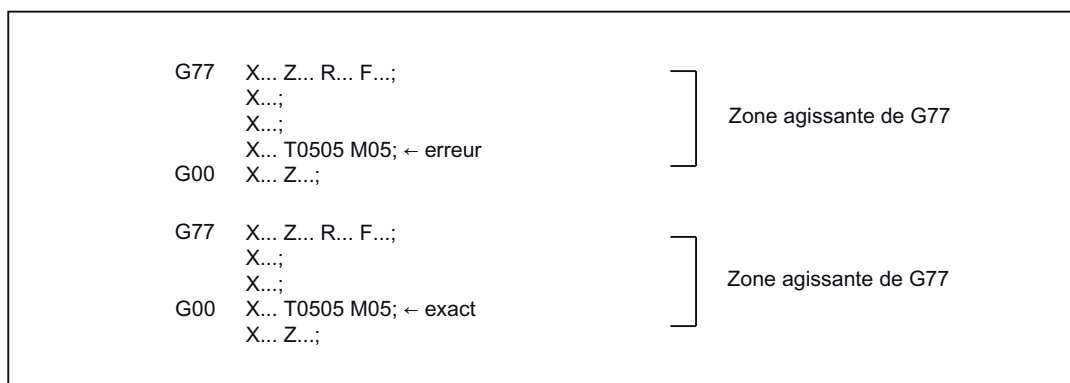 G77 X... Z... R... F...;
X...;
X...;
X... T0505 M05; ← erreur
G00 X... Z...;
Zone agissante de G77
G77 X... Z... R... F...;
X...;
X...;
G00 X... T0505 M05; ← exact
X... Z...;
Zone agissante de G77